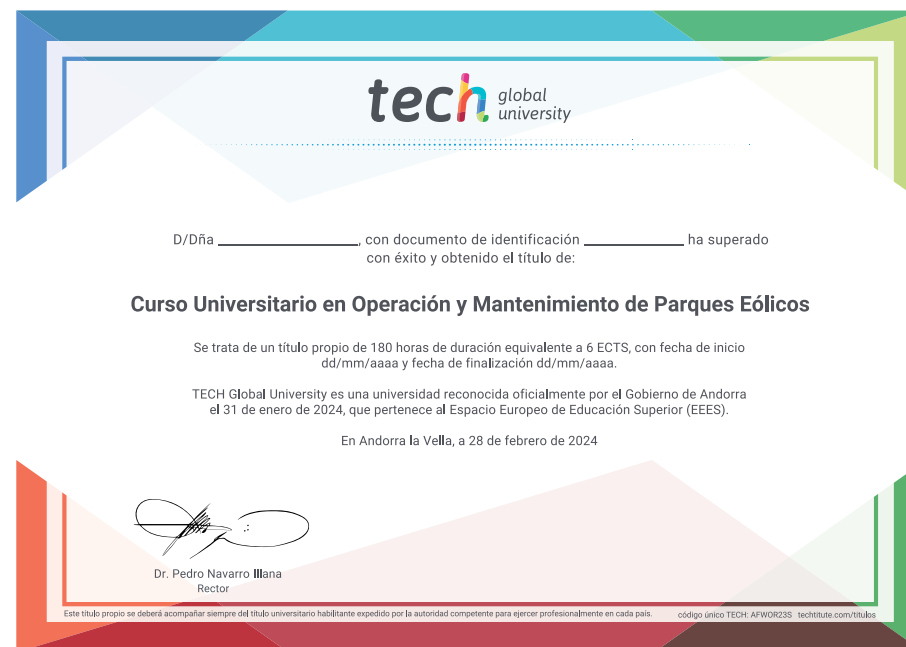 tech global university
D/Dña ____________, con documento de identificación ____________ ha superado
con éxito y obtenido el título de:
Curso Universitario en Operación y Mantenimiento de Parques Eólicos
Se trata de un título propio de 180 horas de duración equivalente a 6 ECTS, con fecha de inicio
dd/mm/aaaa y fecha de finalización dd/mm/aaaa.
TECH Global University es una universidad reconocida oficialmente por el Gobierno de Andorra
el 31 de enero de 2024, que pertenece al Espacio Europeo de Educación Superior (EEES).
En Andorra la Vella, a 28 de febrero de 2024
Dr. Pedro Navarro Illana
Rector
Este título propio se deberá acompañar siempre del título universitario habilitante expedido por la autoridad competente para ejercer profesionalmente en cada país.
código único TECH: AFWOR23S techtitute.com/titulos